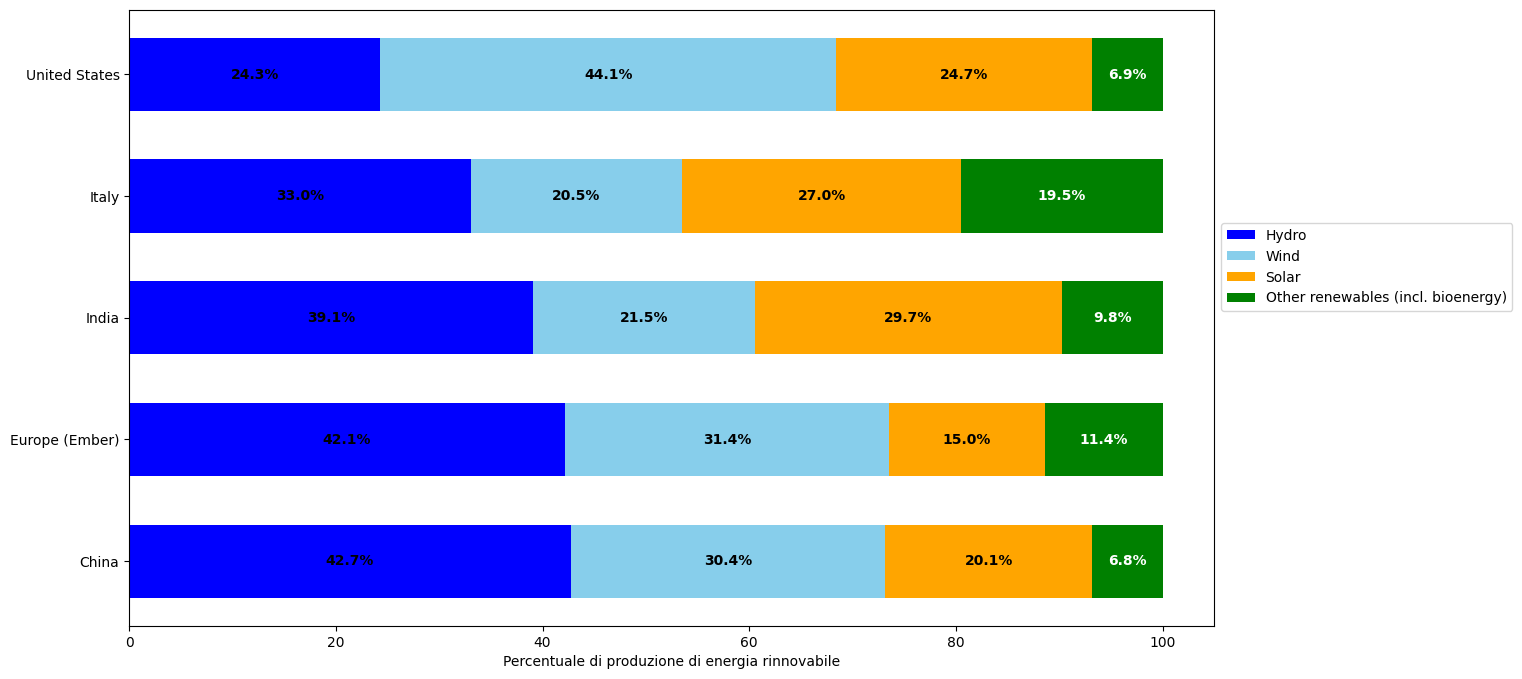 United States
24.3%
44.1%
24.7%
6.9%
Italy
33.0%
20.5%
27.0%
19.5%
India
39.1%
21.5%
29.7%
9.8%
Europe (Ember)
42.1%
31.4%
15.0%
11.4%
China
42.7%
30.4%
20.1%
6.8%
0
20
40
60
80
100
Percentuale di produzione di energia rinnovabile
Hydro
Wind
Solar
Other renewables (incl. bioenergy)